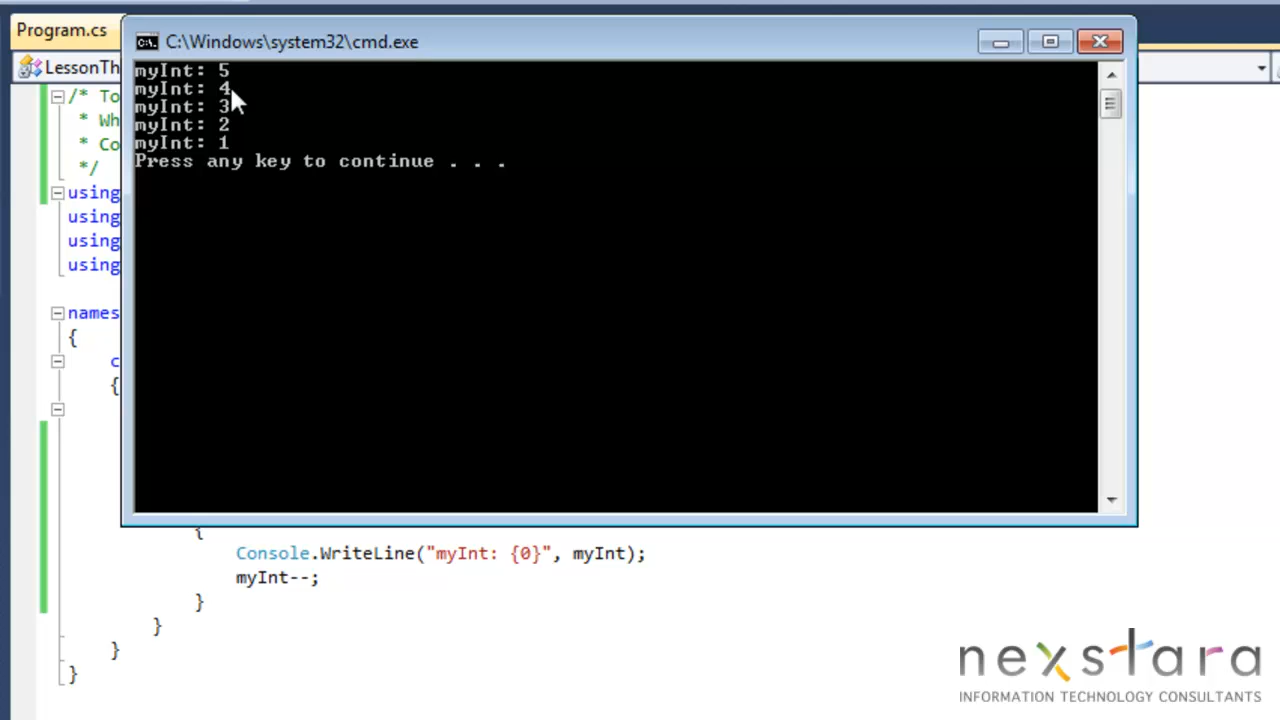 Program.cs
C:\Windows\system32\cmd.exe
LessonTh
myInt: 5
myInt: 4
myInt: 3
myInt: 2
myInt: 1
Press any key to continue . . .
/* To
* Wh
* Co
*/
using
using
using
using
names
{
c
{
{
Console.WriteLine("myInt: {0}", myInt);
myInt--;
}
}
}
}
nexstara
INFORMATION TECHNOLOGY CONSULTANTS